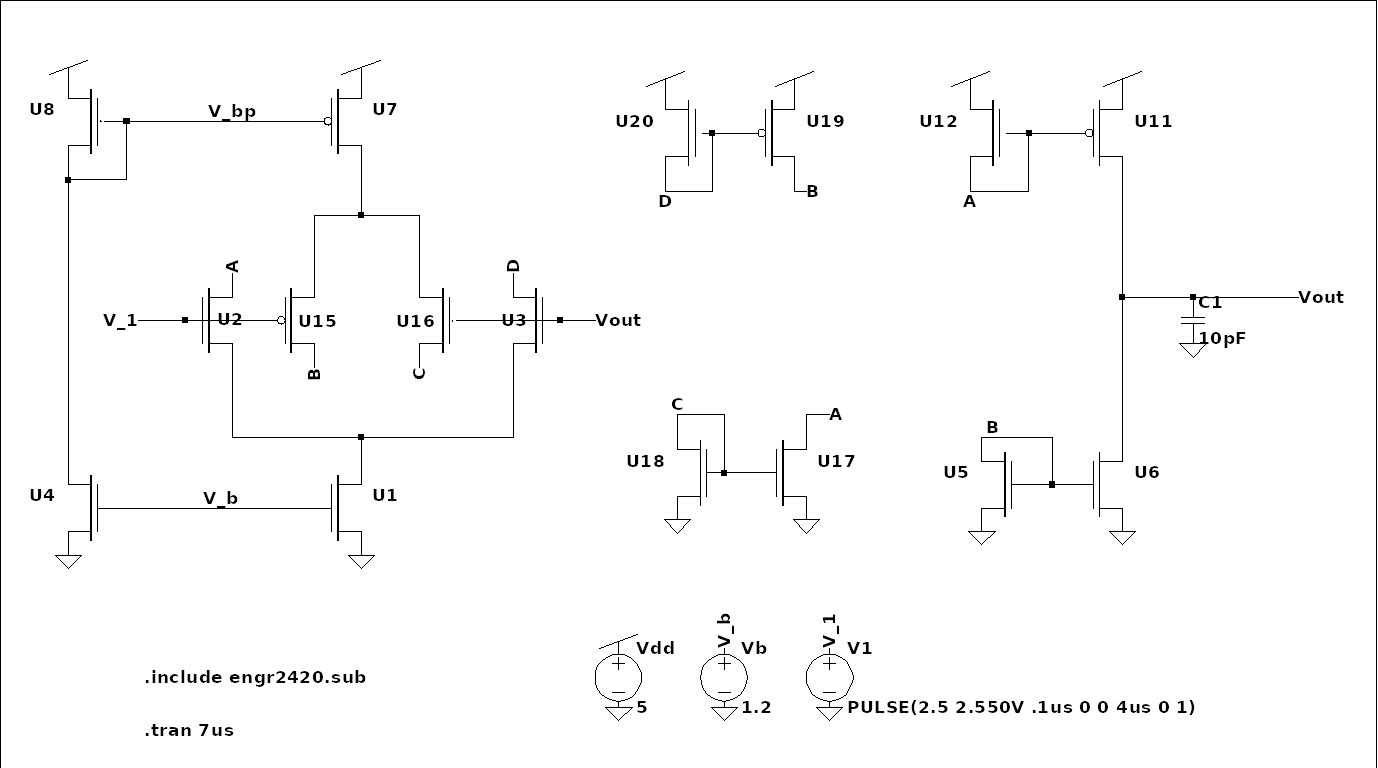 U8
V_bp
U7
U20
U19
U12
U11
D
B
A
A
D
V_1
U2
U15
U16
U3
Vout
B
C
Vout
C1
10pF
C
A
U18
U17
B
U5
U6
U4
V_b
U1
V_b
V_1
Vdd
Vb
V1
+
+
+
.include engr2420.sub
5
1.2
PULSE(2.5 2.550V .1us 0 0 4us 0 1)
.tran 7us